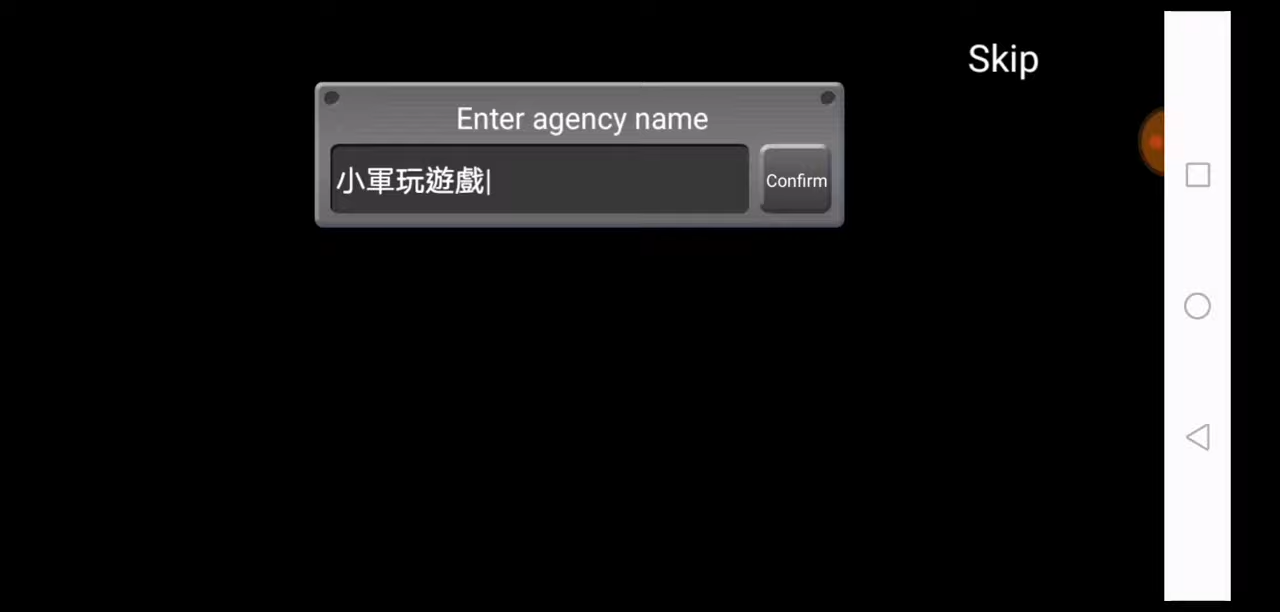 Skip
Enter agency name
小軍玩遊戲
Confirm